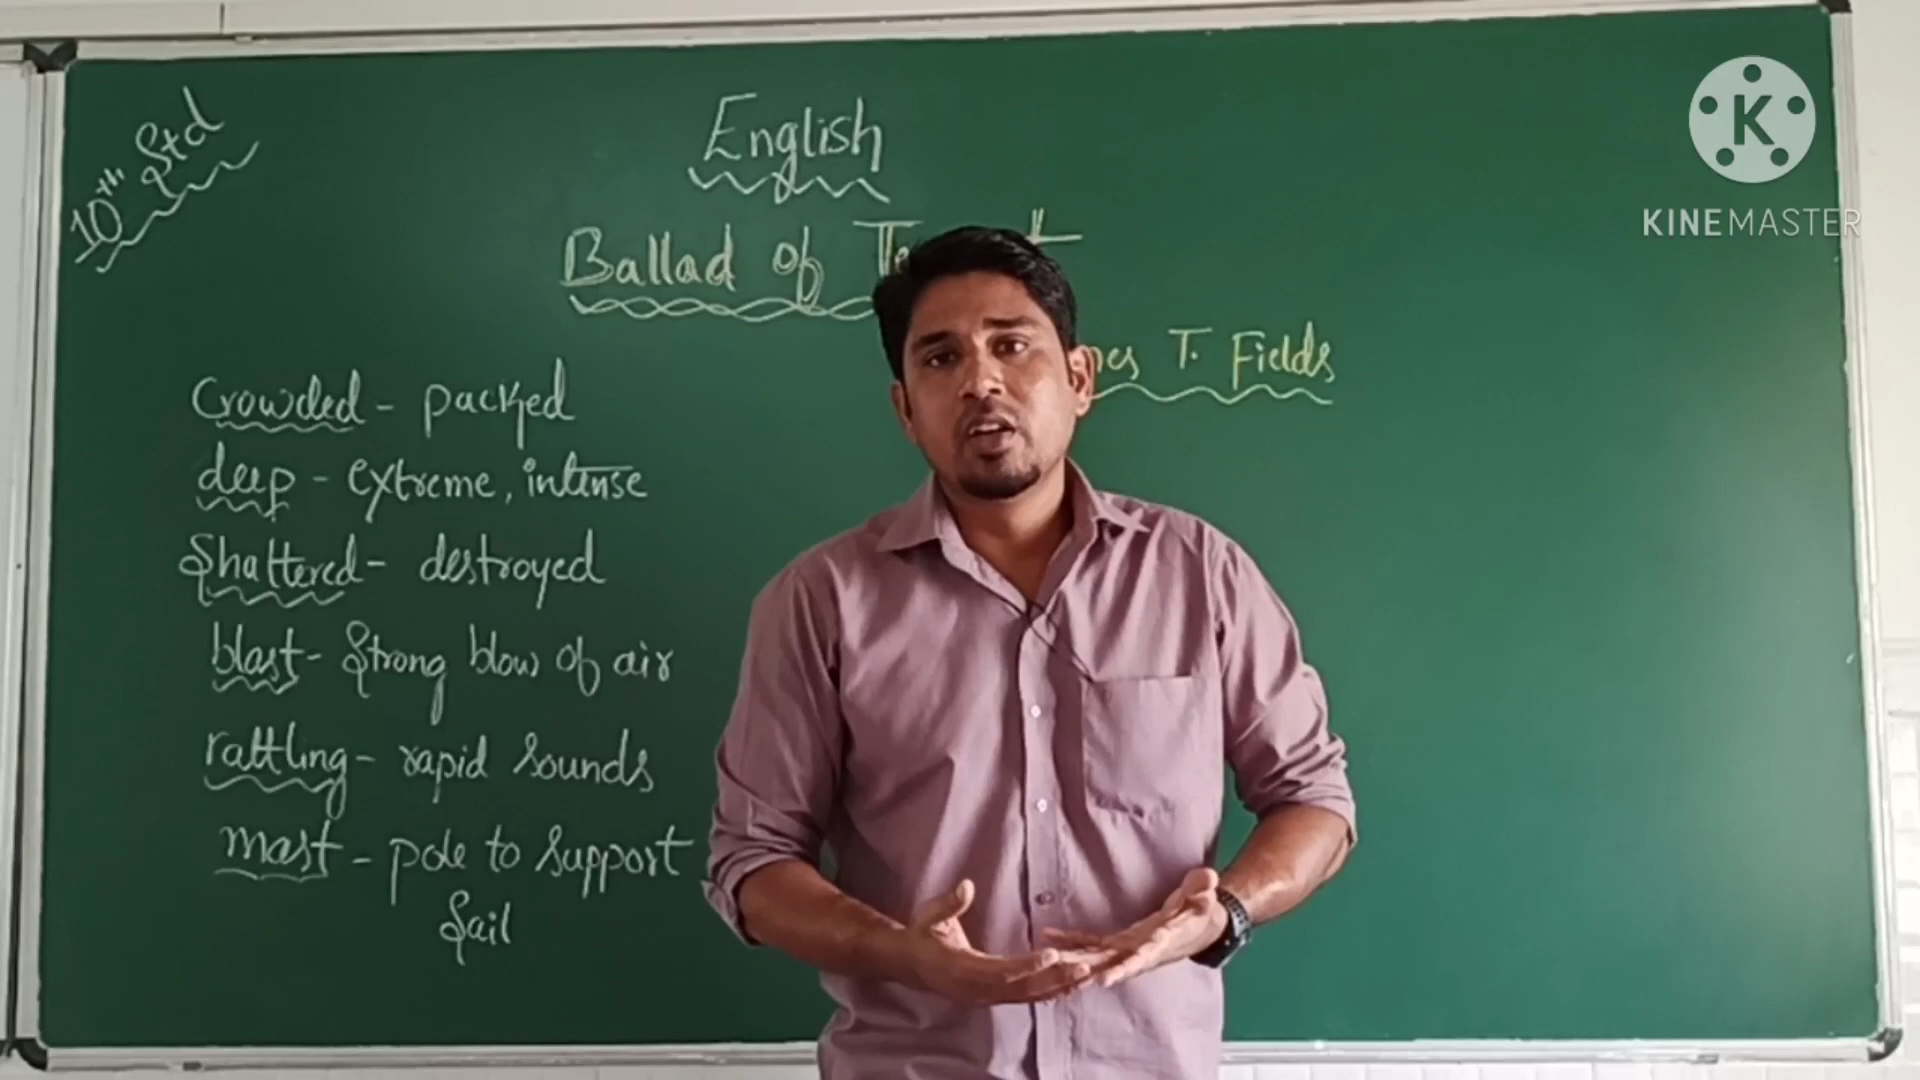 10th Std
English
Ballad of
T. Fields
Crowded - packed
deep - extreme, intense
Shattered - destroyed
blast - Strong blow of air
rattling - rapid sounds
mast - pole to support
Sail
K
KINEMASTER